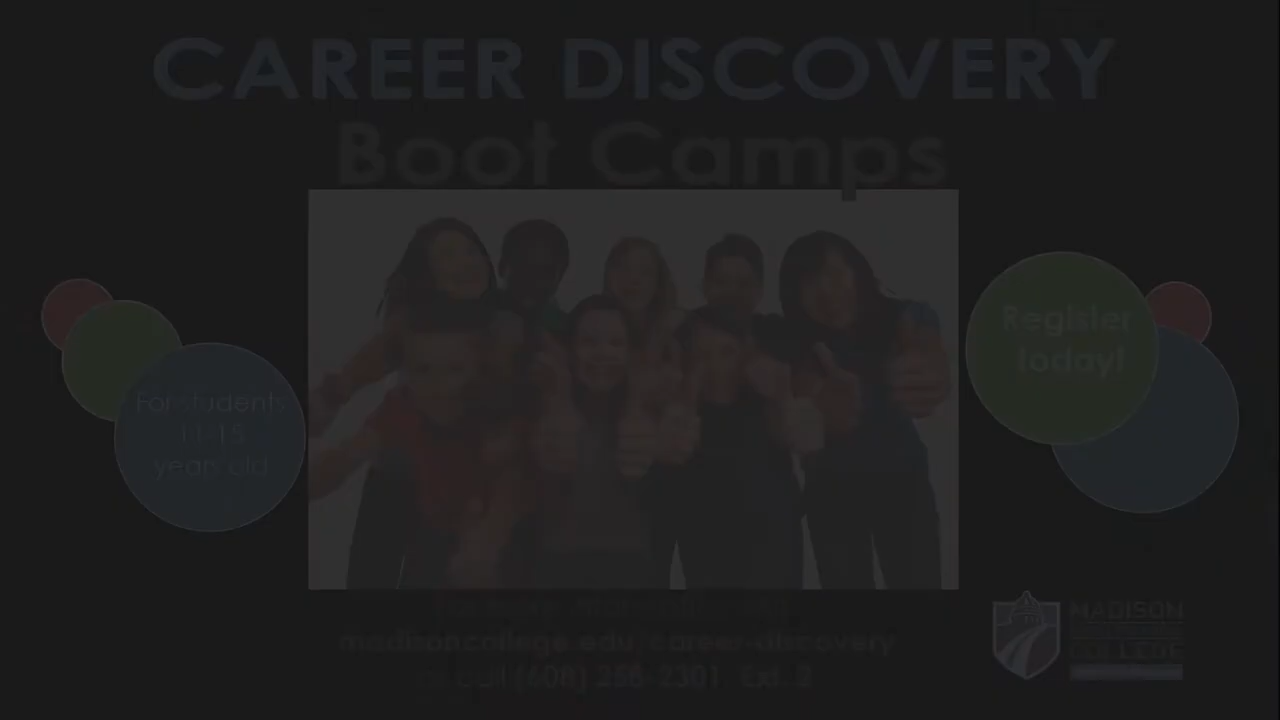 CAREER DISCOVERY
Boot Camps
For students
11-15
year old
Register
today!
madisoncollege.edu/career-discovery
or call (608) 258-2301, Ext. 2
MADISON
COLLEGE